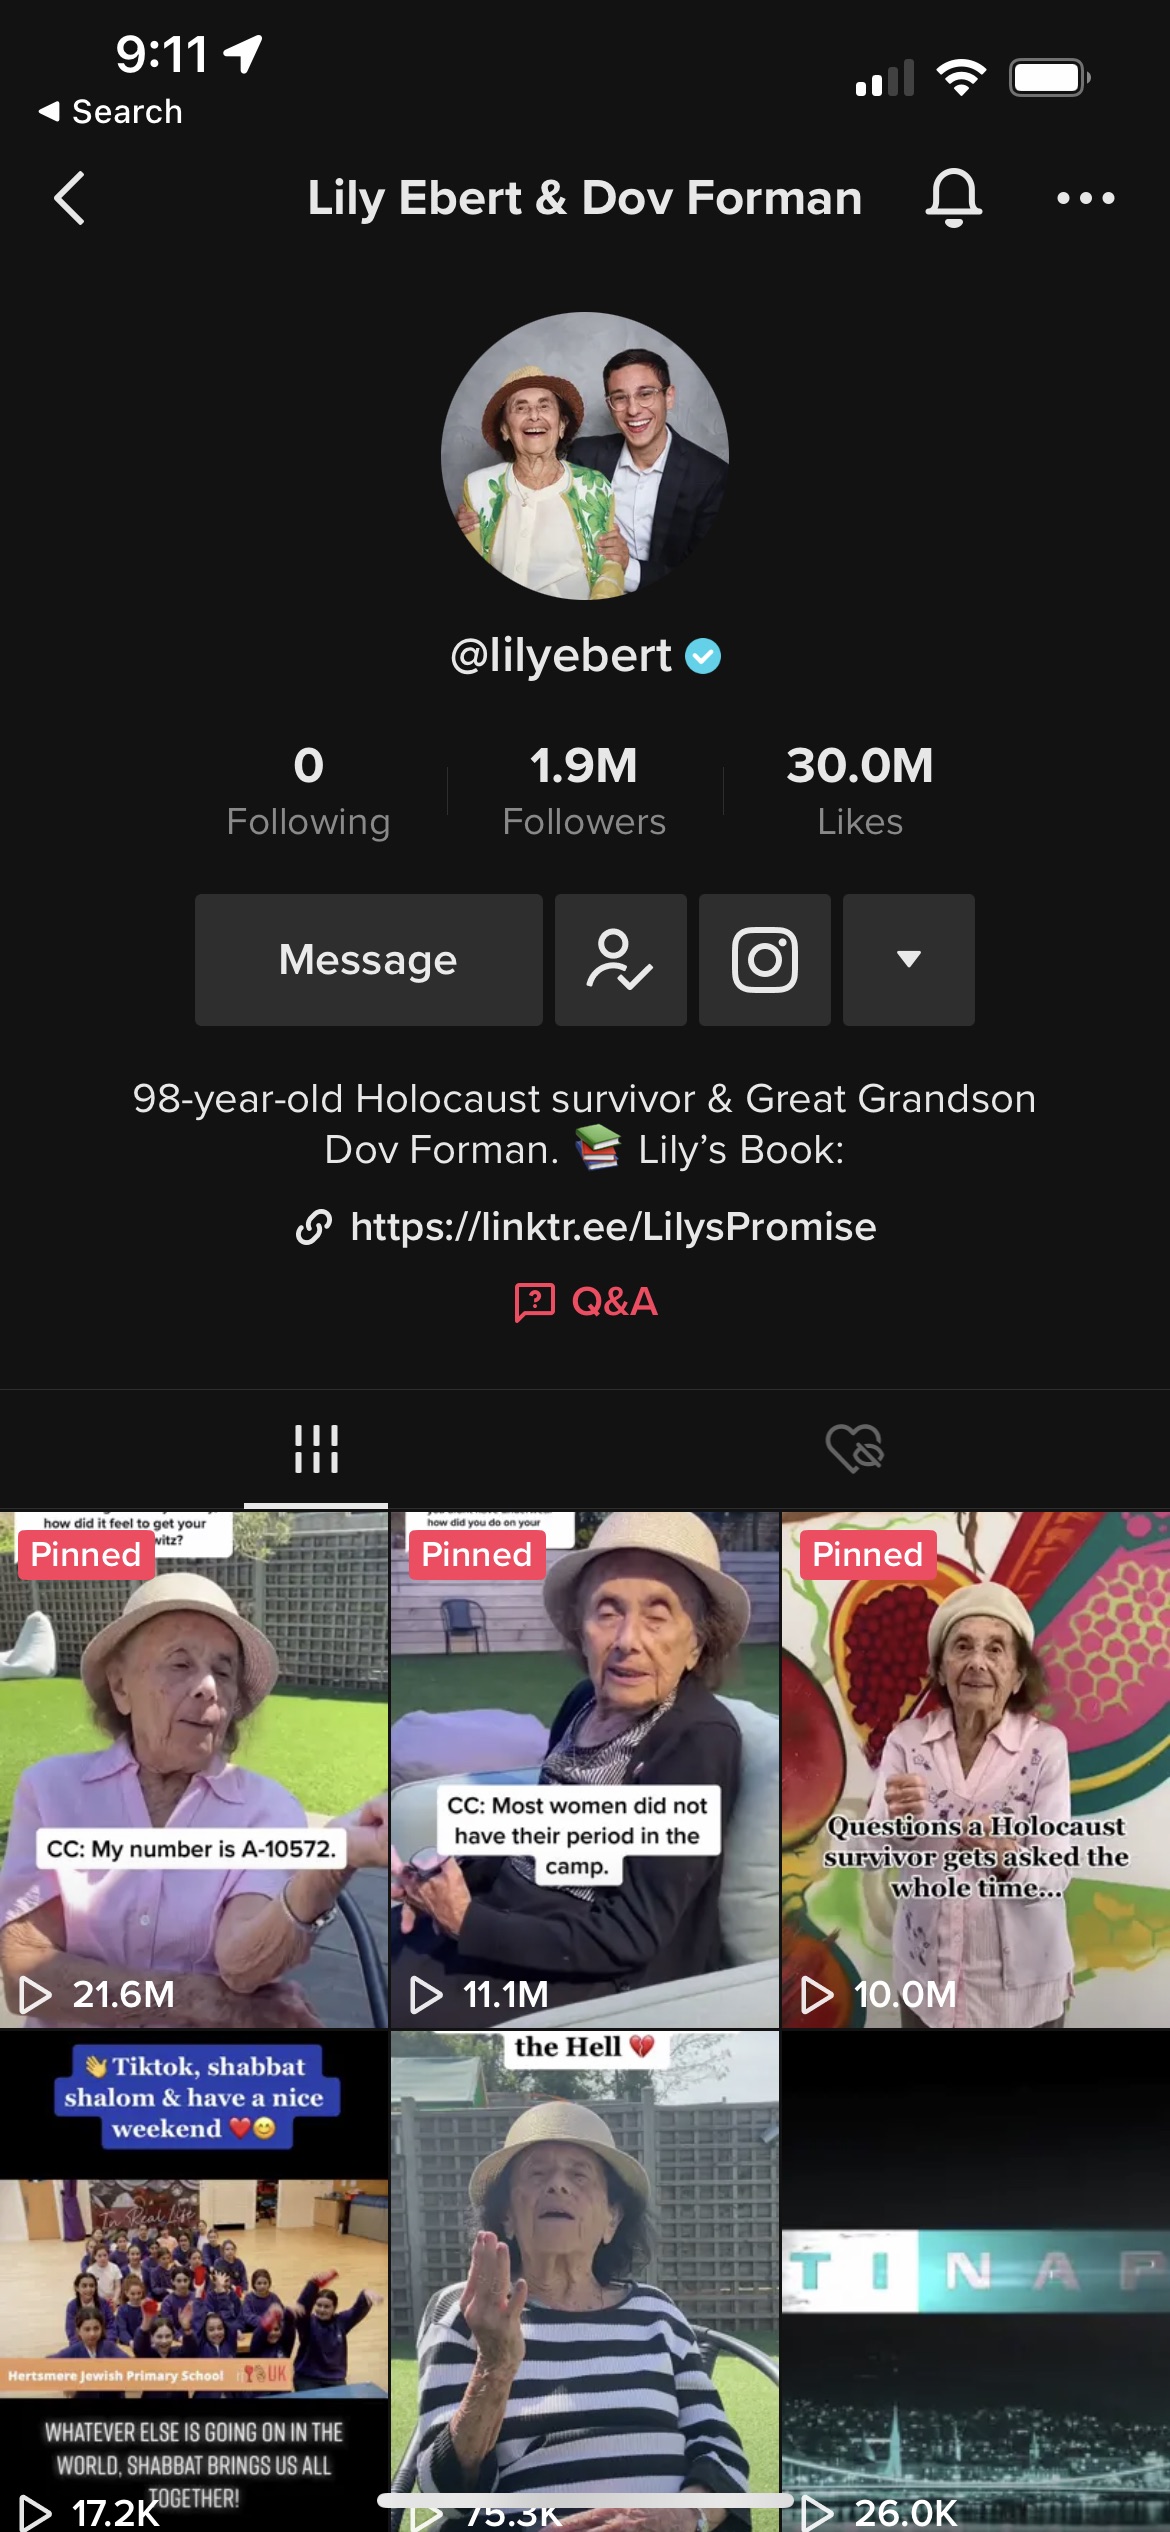 9:11
Search
Lily Ebert & Dov Forman
@lilyebert
0
Following
1.9M
Followers
30.0M
Likes
Message
98-year-old Holocaust survivor & Great Grandson
Dov Forman. 📚 Lily’s Book:
https://linktr.ee/LilysPromise
Q&A
how did it feel to get your
witz?
Pinned
CC: My number is A-10572.
21.6M
how did you do on your
Pinned
CC: Most women did not
have their period in the
camp.
11.1M
Pinned
Questions a Holocaust
survivor gets asked the
whole time...
10.0M
👋 Tiktok, shabbat
shalom & have a nice
weekend ❤️😊
In Real Life
Hertsmere Jewish Primary School
UK
WHATEVER ELSE IS GOING ON IN THE
WORLD, SHABBAT BRINGS US ALL
TOGETHER!
17.2K
the Hell 💔
75.3K
TINAP
26.0K